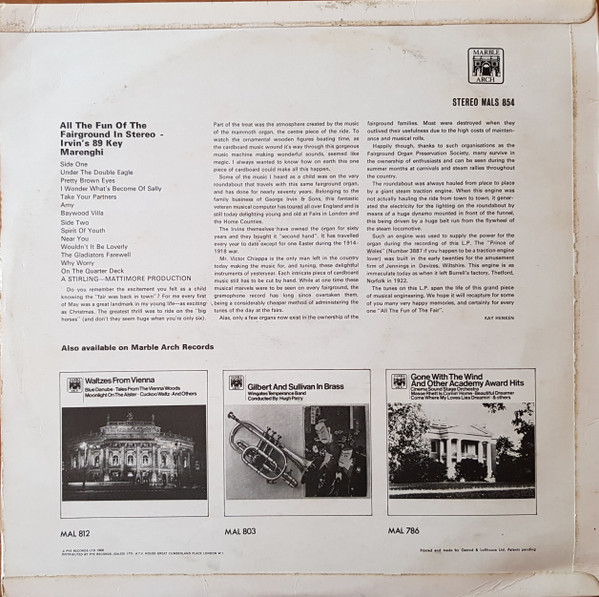 MARBLE
ARCH
STEREO MALS 854
All The Fun Of The
Fairground In Stereo -
Irvin's 89 Key
Marenghi
Side One
Under The Double Eagle
Pretty Brown Eyes
I Wonder What's Become Of Sally
Take Your Partners
Amy
Baywood Villa
Side Two
Spirit Of Youth
Near You
Wouldn't It Be Loverly
The Gladiators Farewell
Why Worry
On The Quarter Deck
A STIRLING—MATTIMORE PRODUCTION
Do you remember the excitement you felt as a child
knowing the "fair was back in town"? For me every first
of May was a great landmark in my young life—as exciting
as Christmas. The greatest thrill was to ride on the "big
horses" (and don't they seem huge when you're only six).
Part of the treat was the atmosphere created by the music
of the mammoth organ, the centre piece of the ride. To
watch the ornamental wooden figures beating time, as
the cardboard music wound it's way through this gorgeous
music machine making wonderful sounds, seemed like
magic. I always wanted to know how on earth this one
piece of cardboard could make all this happen.
Some of the music I heard as a child was on the very
roundabout that travels with this same fairground organ,
and has done for nearly seventy years. Belonging to the
family business of George Irvin & Sons, this fantastic
veteran musical computer has toured all over England and is
still today delighting young and old at Fairs in London and
the Home Counties.
The Irvins themselves have owned the organ for sixty
years and they bought it "second hand". It has travelled
every year to date except for one Easter during the 1914-
1918 war.
Mr. Victor Chiappa is the only man left in the country
today making the music for, and tuning, these delightful
instruments of yesteryear. Each intricate piece of cardboard
music still has to be cut by hand. While at one time these
musical marvels were to be seen on every fairground, the
gramophone record has long since overtaken them,
being a considerably cheaper method of administering the
tunes of the day at the fairs.
Alas, only a few organs now exist in the ownership of the
fairground families. Most were destroyed when they
outlived their usefulness due to the high costs of mainten-
ance and musical rolls.
Happily though, thanks to such organisations as the
Fairground Organ Preservation Society, many survive in
the ownership of enthusiasts and can be seen during the
summer months at carnivals and steam rallies throughout
the country.
The roundabout was always hauled from place to place
by a giant steam traction engine. When this engine was
not actually hauling the ride from town to town, it gener-
ated the electricity for the lighting on the roundabout by
means of a huge dynamo mounted in front of the funnel,
this being driven by a huge belt run from the flywheel of
the steam locomotive.
Such an engine was used to supply the power for the
organ during the recording of this L.P. The "Prince of
Wales" (Number 3887 if you happen to be a traction engine
lover) was built in the early twenties for the amusement
firm of Jennings in Devizes, Wiltshire. This engine is as
immaculate today as when it left Burrell's factory, Thetford,
Norfolk in 1922.
The tunes on this L.P. span the life of this grand piece
of musical engineering. We hope it will recapture for
some of you many very happy memories, and certainly for every
one "All The Fun of The Fair".
Also available on Marble Arch Records
Waltzes From Vienna
Blue Danube · Tales From The Vienna Woods
Moonlight On The Alster · Cuckoo Waltz · And Others
MAL 812
Gilbert And Sullivan In Brass
Wingates Temperance Band
Conducted By Hugh Parry
MAL 803
Gone With The Wind
And Other Academy Award Hits
Cinema Sound Stage Orchestra
Come Where My Love Lies Dreaming · & others
MAL 786
Printed and made by Garrod & Lofthouse Ltd. Patents pending